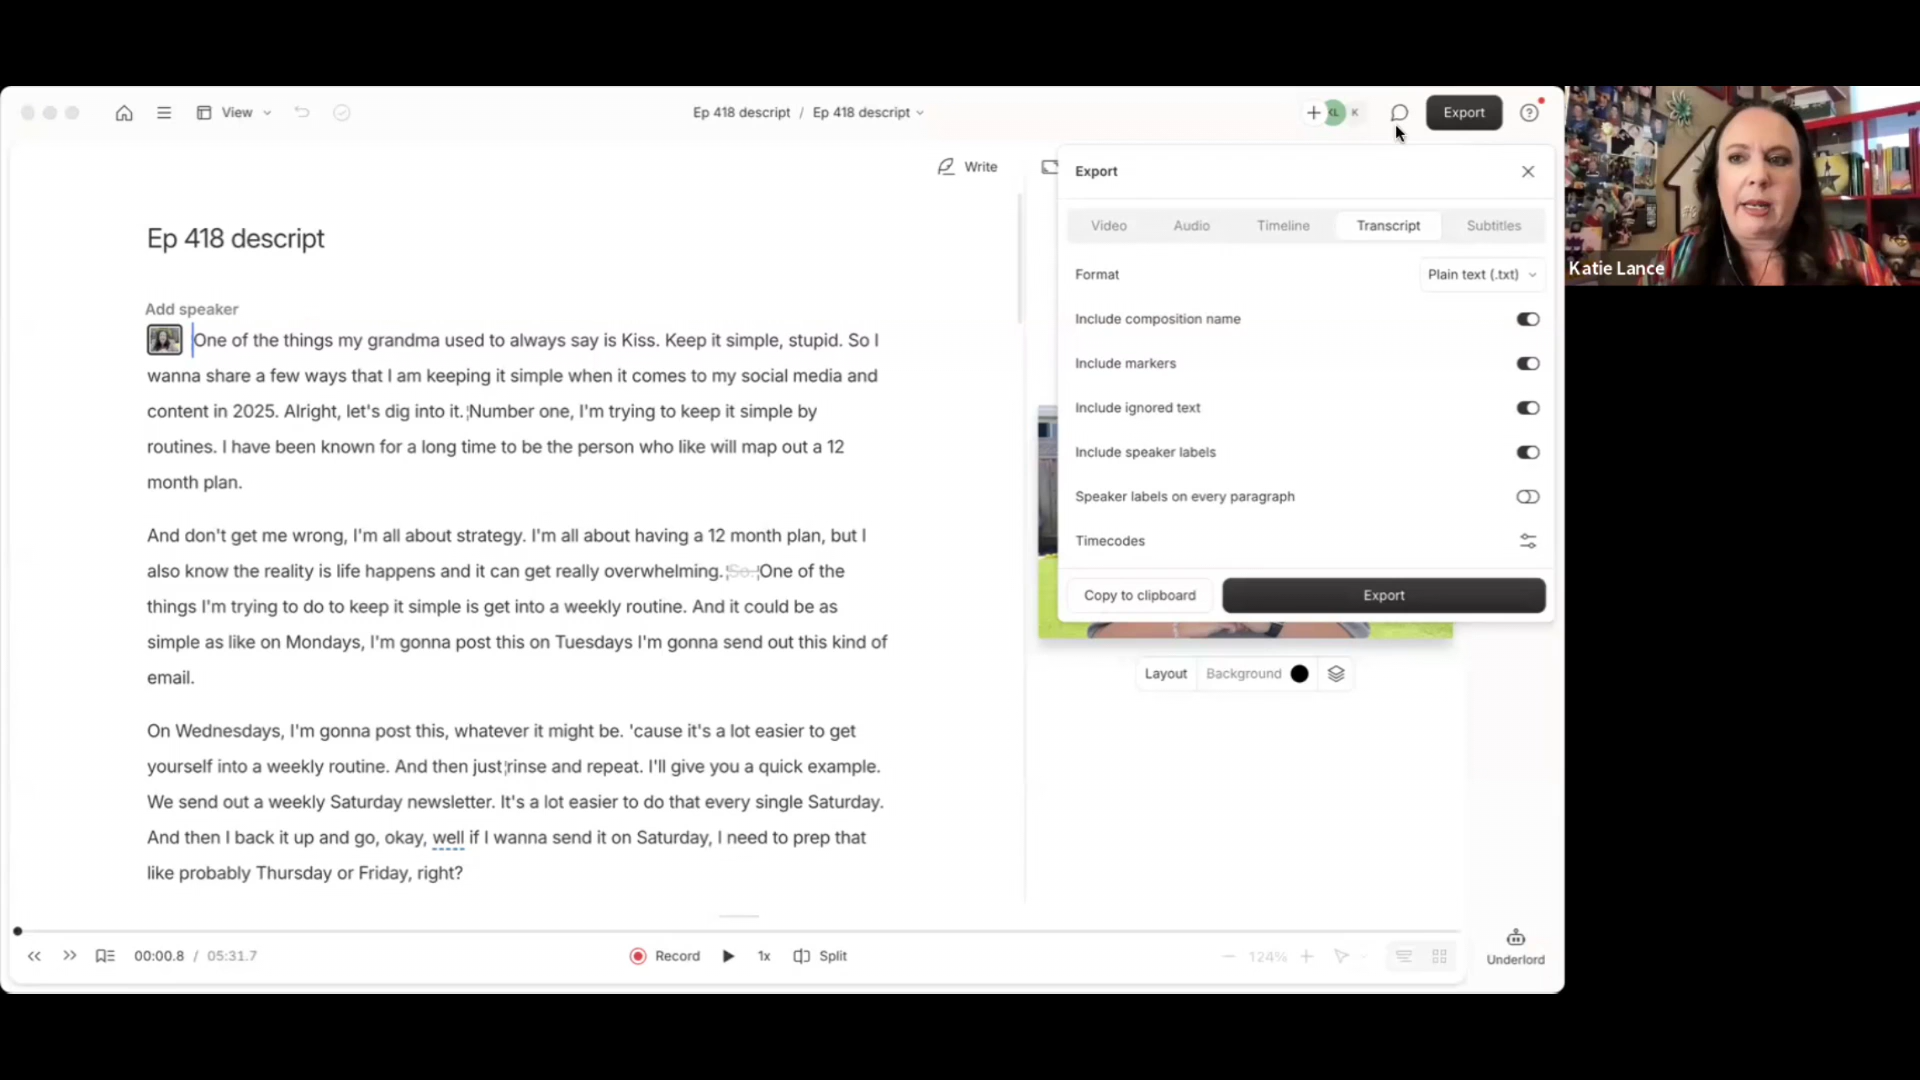 View
Ep 418 descript / Ep 418 descript
KL
K
Export
Write
Ep 418 descript
Add speaker
One of the things my grandma used to always say is Kiss. Keep it simple, stupid. So I
wanna share a few ways that I am keeping it simple when it comes to my social media and
content in 2025. Alright, let's dig into it. Number one, I'm trying to keep it simple by
routines. I have been known for a long time to be the person who like will map out a 12
month plan.
And don't get me wrong, I'm all about strategy. I'm all about having a 12 month plan, but I
also know the reality is life happens and it can get really overwhelming. So. One of the
things I'm trying to do to keep it simple is get into a weekly routine. And it could be as
simple as like on Mondays, I'm gonna post this on Tuesdays I'm gonna send out this kind of
email.
On Wednesdays, I'm gonna post this, whatever it might be. 'cause it's a lot easier to get
yourself into a weekly routine. And then just rinse and repeat. I'll give you a quick example.
We send out a weekly Saturday newsletter. It's a lot easier to do that every single Saturday.
And then I back it up and go, okay, well if I wanna send it on Saturday, I need to prep that
like probably Thursday or Friday, right?
Export
Video
Audio
Timeline
Transcript
Subtitles
Format
Plain text (.txt)
Include composition name
Include markers
Include ignored text
Include speaker labels
Speaker labels on every paragraph
Timecodes
Copy to clipboard
Export
Layout
Background
Katie Lance
00:00.8 / 05:31.7
Record
1x
Split
124%
Underlord